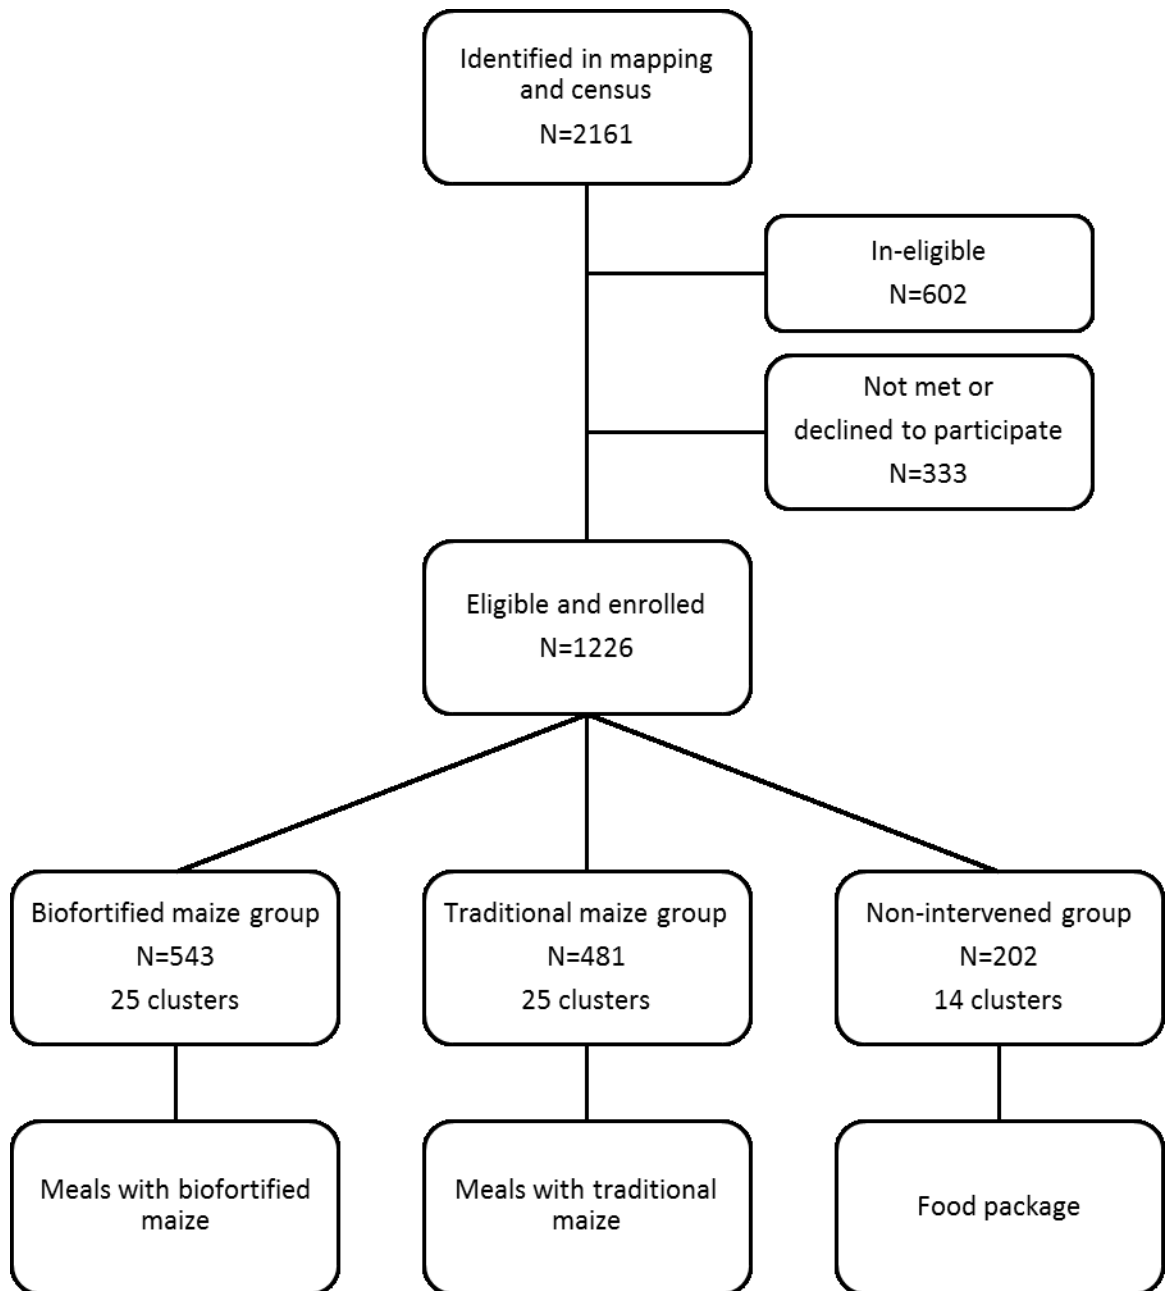 Identified in mapping
and census
N=2161
In-eligible
N=602
Not met or
declined to participate
N=333
Eligible and enrolled
N=1226
Biofortified maize group
N=543
25 clusters
Traditional maize group
N=481
25 clusters
Non-intervened group
N=202
14 clusters
Meals with biofortified
maize
Meals with traditional
maize
Food package